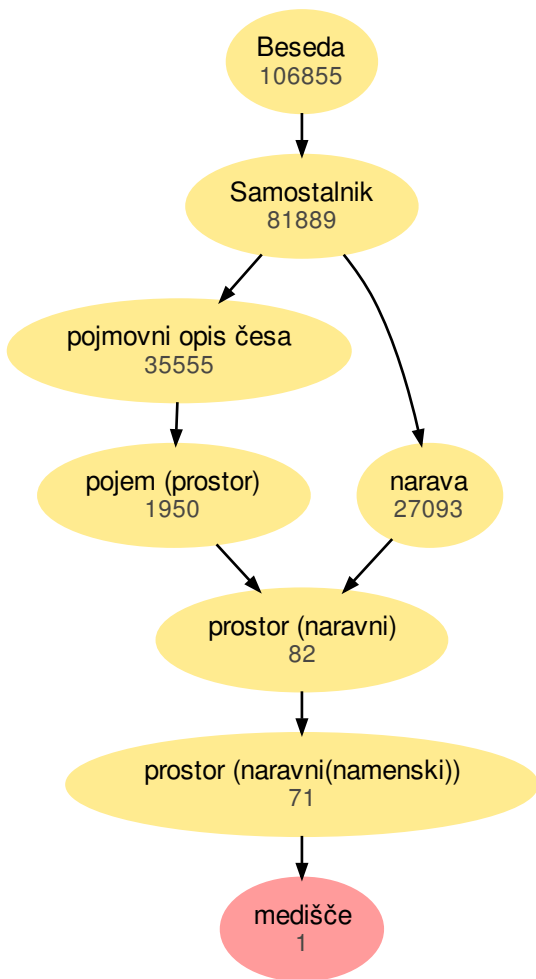 Beseda
106855
Samostalnik
81889
pojmovni opis česa
35555
pojem (prostor)
1950
narava
27093
prostor (naravni)
82
prostor (naravni(namenski))
71
medišče
1